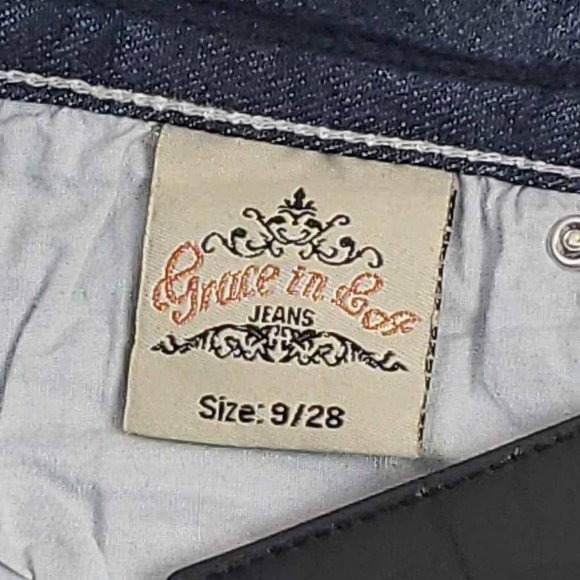 Grace in LA
JEANS
Size: 9/28